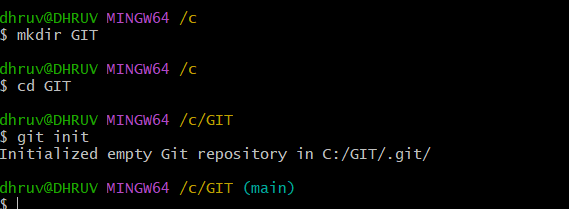 dhruv@DHRUV MINGW64 /c
$ mkdir GIT
dhruv@DHRUV MINGW64 /c
$ cd GIT
dhruv@DHRUV MINGW64 /c/GIT
$ git init
Initialized empty Git repository in C:/GIT/.git/
dhruv@DHRUV MINGW64 /c/GIT (main)
$